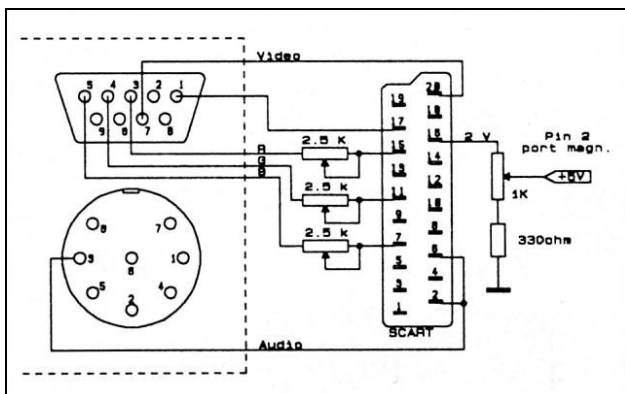 Video
5 4 3 2 1
9 8 7 6
R
G
B
2.5 K
2.5 k
2.5 k
20
19
18
17
16
15
14
13
12
11
10
9
8
7
6
5
4
3
2
1
SCART
2 V
Pin 2
port magn.
+5V
1K
330ohm
8 7
3 6 1
5 4
2
Audio